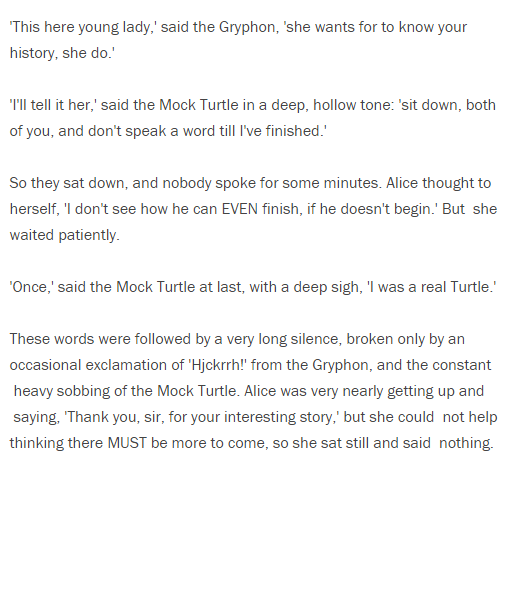 'This here young lady,' said the Gryphon, 'she wants for to know your
history, she do.'
'I'll tell it her,' said the Mock Turtle in a deep, hollow tone: 'sit down, both
of you, and don't speak a word till I've finished.'
So they sat down, and nobody spoke for some minutes. Alice thought to
herself, 'I don't see how he can EVEN finish, if he doesn't begin.' But  she
waited patiently.
'Once,' said the Mock Turtle at last, with a deep sigh, 'I was a real Turtle.'
These words were followed by a very long silence, broken only by an
occasional exclamation of 'Hjckrrh!' from the Gryphon, and the constant
heavy sobbing of the Mock Turtle. Alice was very nearly getting up and
saying, 'Thank you, sir, for your interesting story,' but she could  not help
thinking there MUST be more to come, so she sat still and said  nothing.